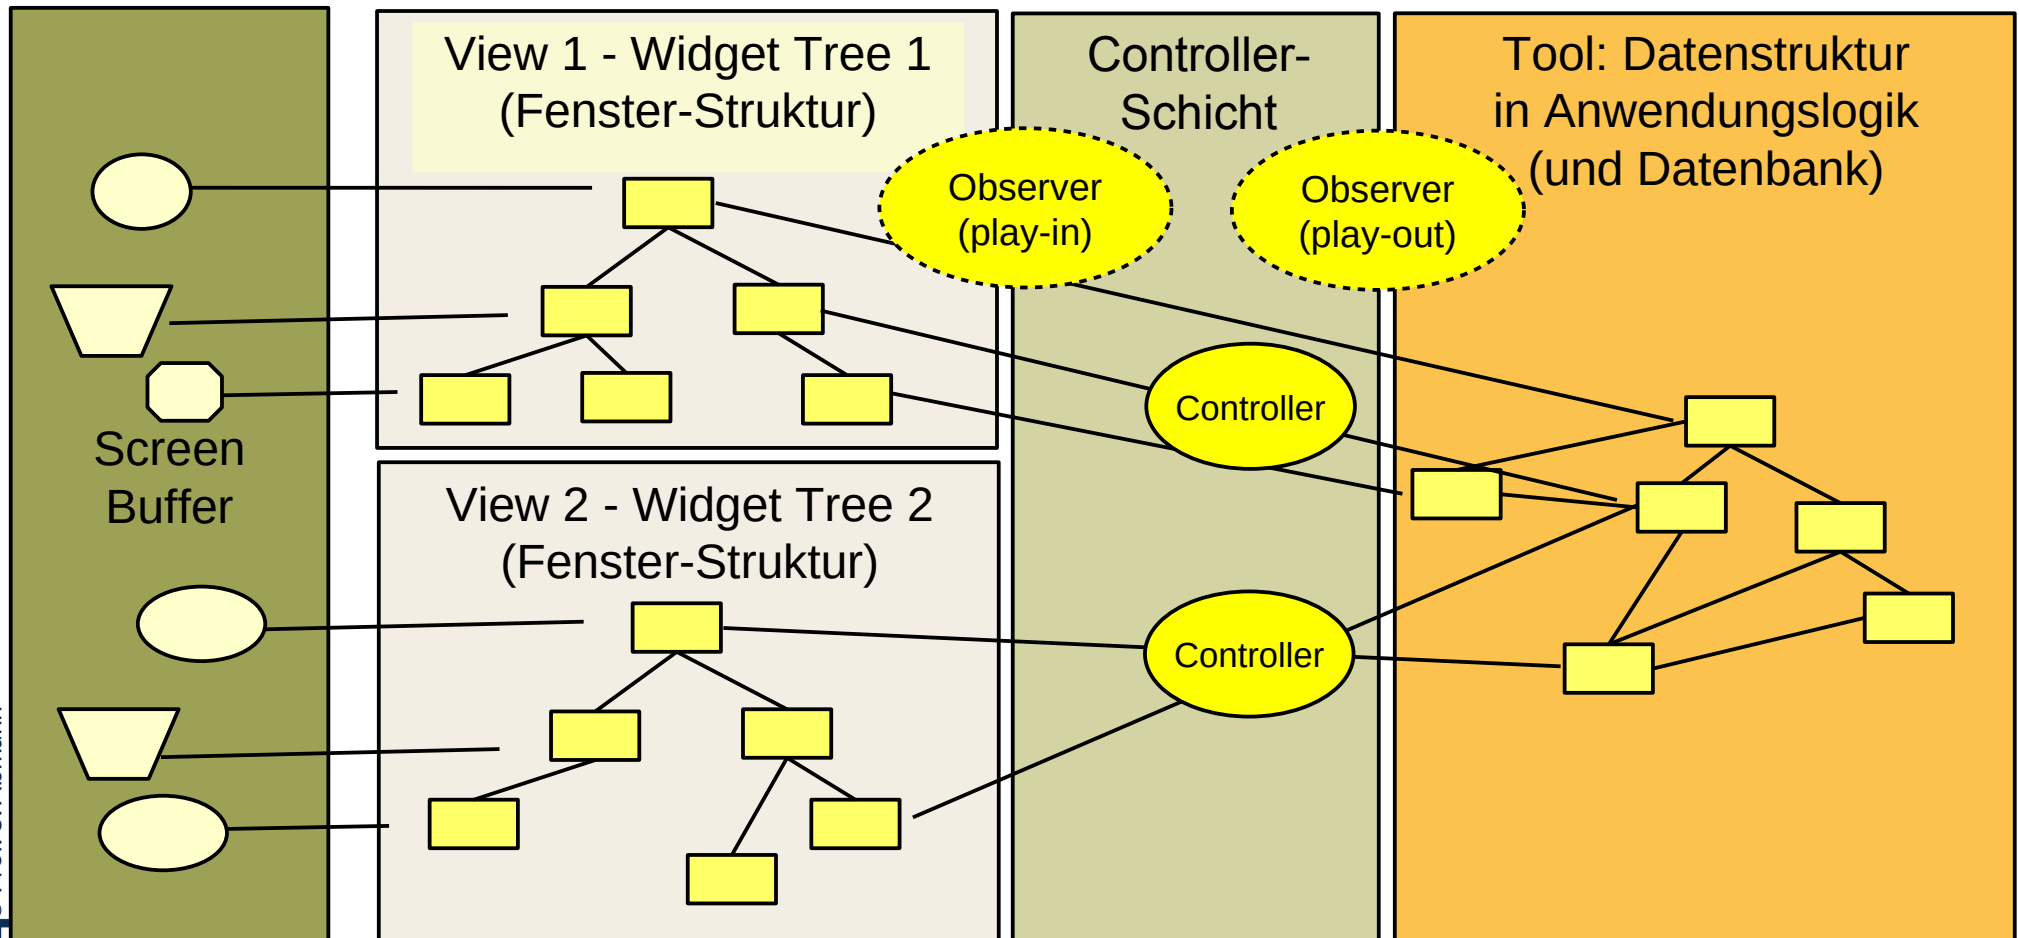 View 1 - Widget Tree 1
(Fenster-Struktur)
Controller-
Schicht
Tool: Datenstruktur
in Anwendungslogik
(und Datenbank)
Observer
(play-in)
Observer
(play-out)
Controller
Screen
Buffer
View 2 - Widget Tree 2
(Fenster-Struktur)
Controller